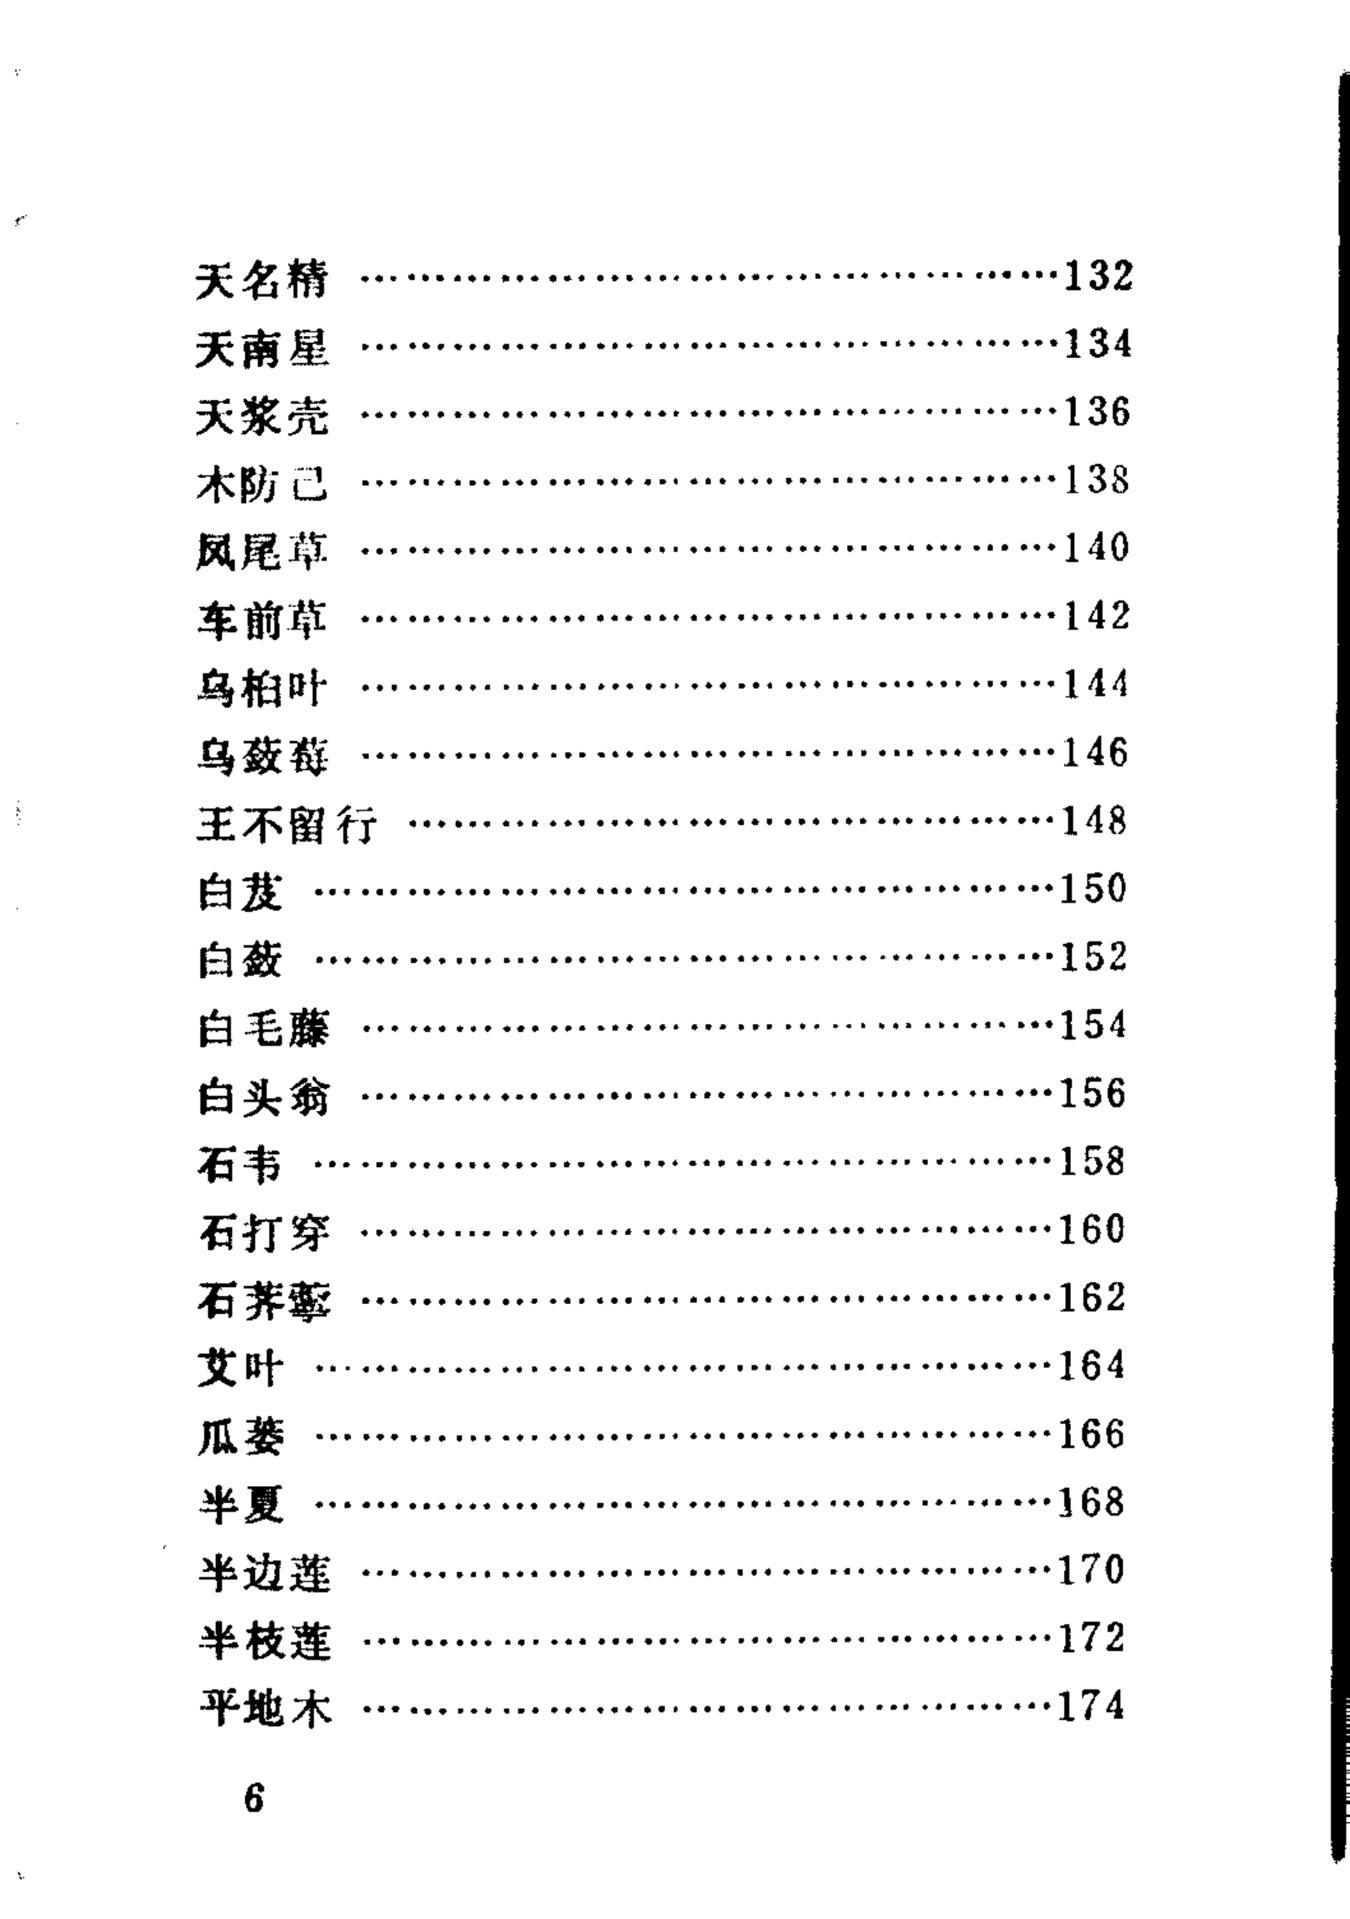 天名精 ……………………………………132
天南星 ……………………………………134
天浆壳 ……………………………………136
木防己 ……………………………………138
凤尾草 ……………………………………140
车前草 ……………………………………142
乌桕叶 ……………………………………144
乌蔹莓 ……………………………………146
王不留行 …………………………………148
白芨 ………………………………………150
白蔹 ………………………………………152
白毛藤 ……………………………………154
白头翁 ……………………………………156
石韦 ………………………………………158
石打穿 ……………………………………160
石荠薴 ……………………………………162
艾叶 ………………………………………164
瓜蒌 ………………………………………166
半夏 ………………………………………168
半边莲 ……………………………………170
半枝莲 ……………………………………172
平地木 ……………………………………174
6